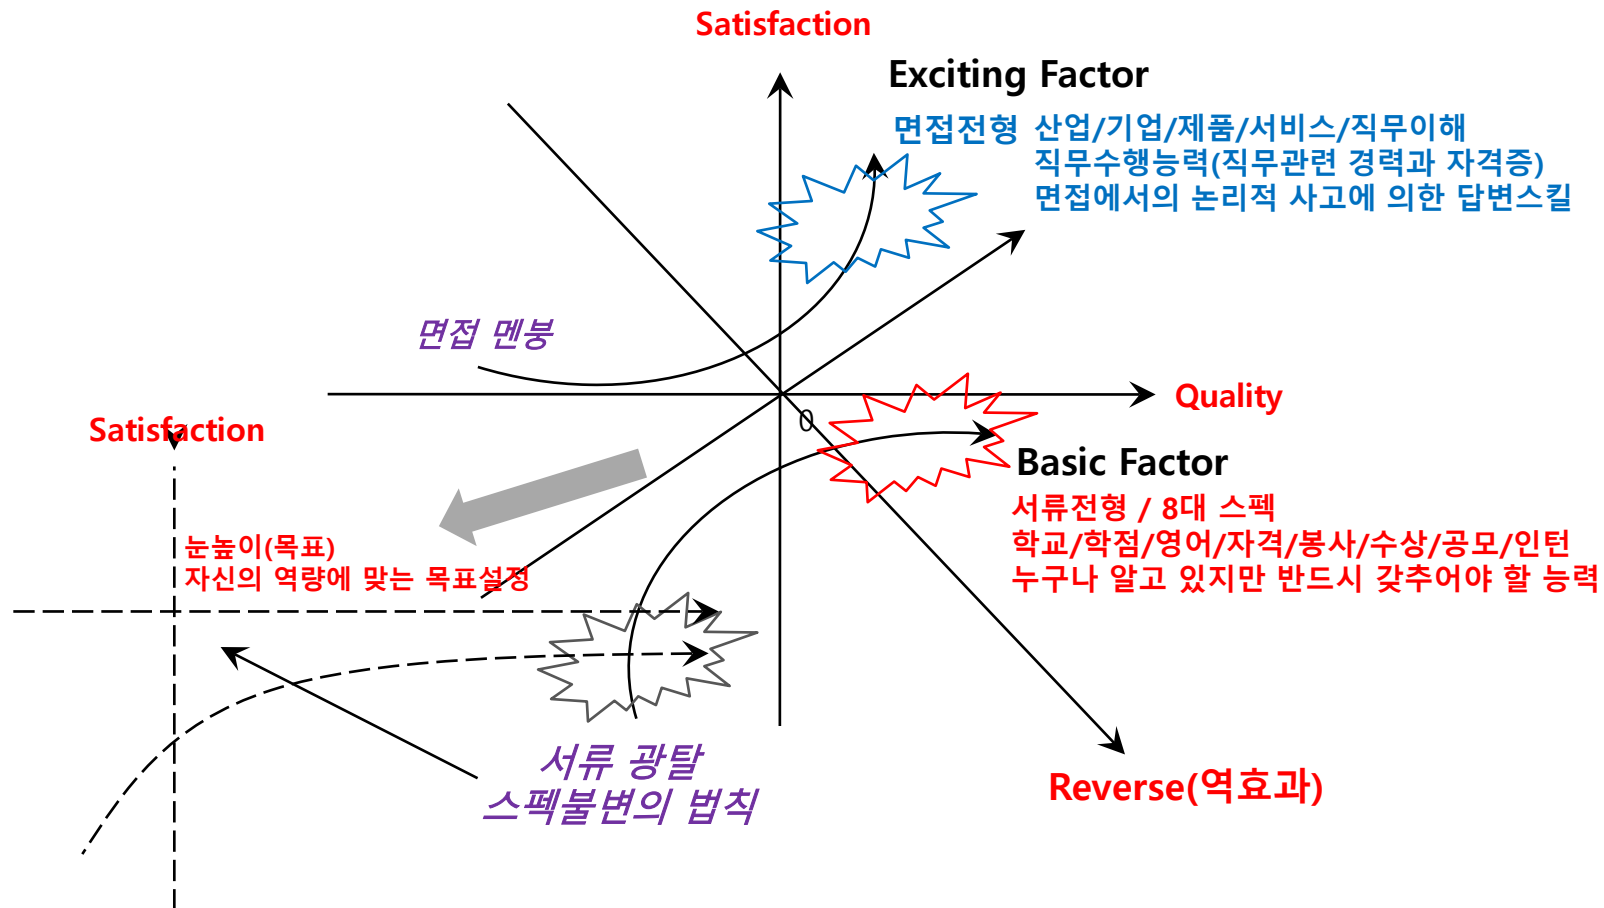 Satisfaction
Exciting Factor
면접전형
산업/기업/제품/서비스/직무이해
직무수행능력(직무관련 경력과 자격증)
면접에서의 논리적 사고에 의한 답변스킬
면접 멘붕
Quality
0
Satisfaction
Basic Factor
서류전형 / 8대 스펙
학교/학점/영어/자격/봉사/수상/공모/인턴
누구나 알고 있지만 반드시 갖추어야 할 능력
눈높이(목표)
자신의 역량에 맞는 목표설정
서류 광탈
스펙불변의 법칙
Reverse(역효과)